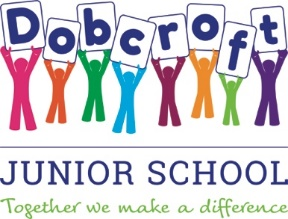 Dobcroft
JUNIOR SCHOOL
Together we make a difference